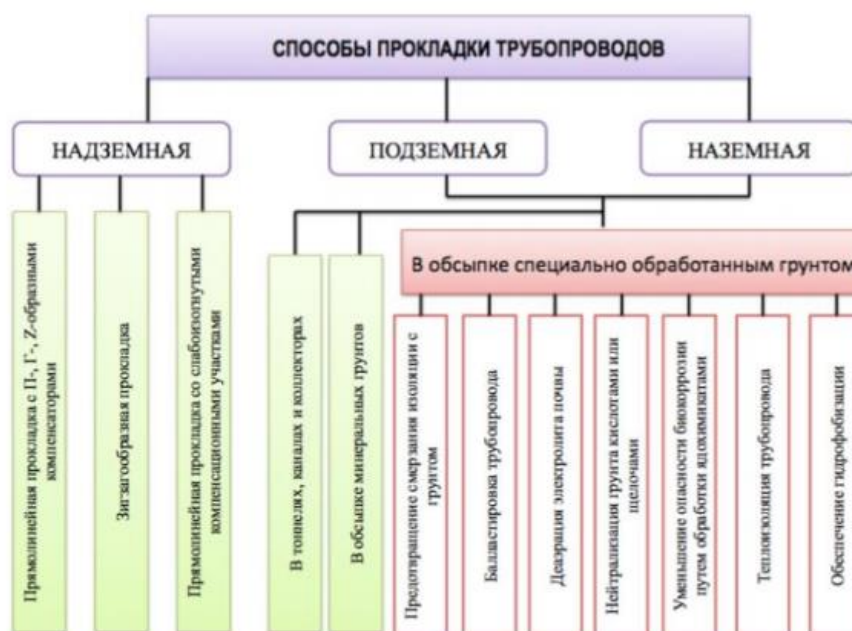 СПОСОБЫ ПРОКЛАДКИ ТРУБОПРОВОДОВ
НАДЗЕМНАЯ
ПОДЗЕМНАЯ
НАЗЕМНАЯ
Прямолинейная прокладка с П-, Г-, Z-образными
компенсаторами
Зигзагообразная прокладка
Прямолинейная прокладка со слабоизогнутыми
компенсационными участками
В тоннелях, каналах и коллекторах
В обсыпке минеральных грунтов
В обсыпке специально обработанным грунтом
Предотвращение смерзания изоляции с
грунтом
Балластировка трубопровода
Деаэрация электролита почвы
Нейтрализация грунта кислотами или
щелочами
Уменьшение опасности биокоррозии
путем обработки ядохимикатами
Теплоизоляция трубопровода
Обеспечение гидрофобизации